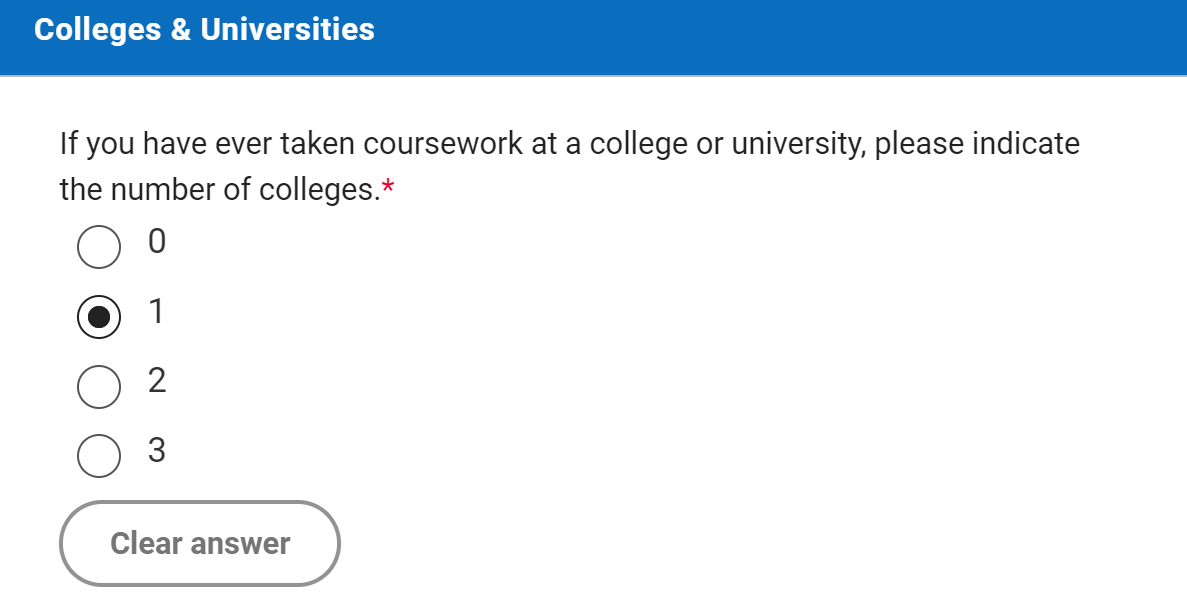 Colleges & Universities
If you have ever taken coursework at a college or university, please indicate
the number of colleges.*
0
1
2
3
Clear answer